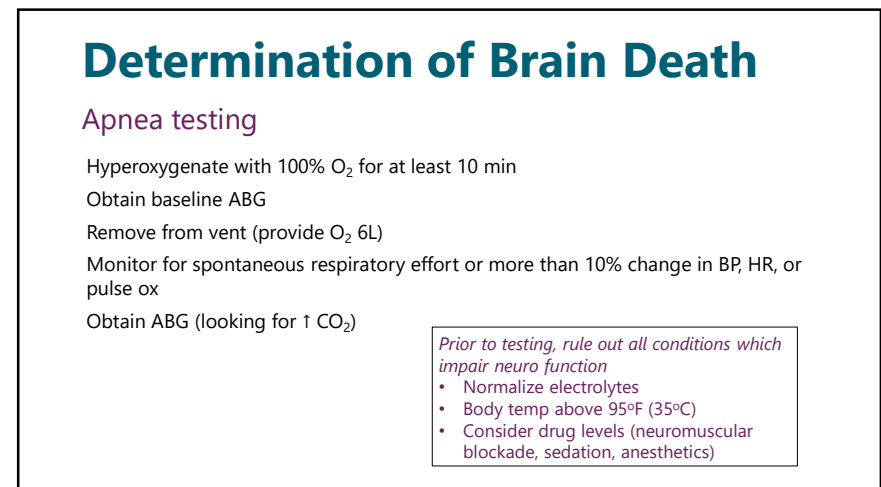 Determination of Brain Death
Apnea testing
Hyperoxygenate with 100% O₂ for at least 10 min
Obtain baseline ABG
Remove from vent (provide O₂ 6L)
Monitor for spontaneous respiratory effort or more than 10% change in BP, HR, or
pulse ox
Obtain ABG (looking for ↑ CO₂)
Prior to testing, rule out all conditions which
impair neuro function
• Normalize electrolytes
• Body temp above 95ºF (35ºC)
• Consider drug levels (neuromuscular
blockade, sedation, anesthetics)